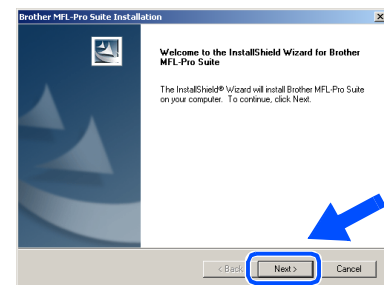 Brother MFL-Pro Suite Installation
Welcome to the InstallShield Wizard for Brother
MFL-Pro Suite
The InstallShield® Wizard will install Brother MFL-Pro Suite
on your computer. To continue, click Next.
< Back Next > Cancel